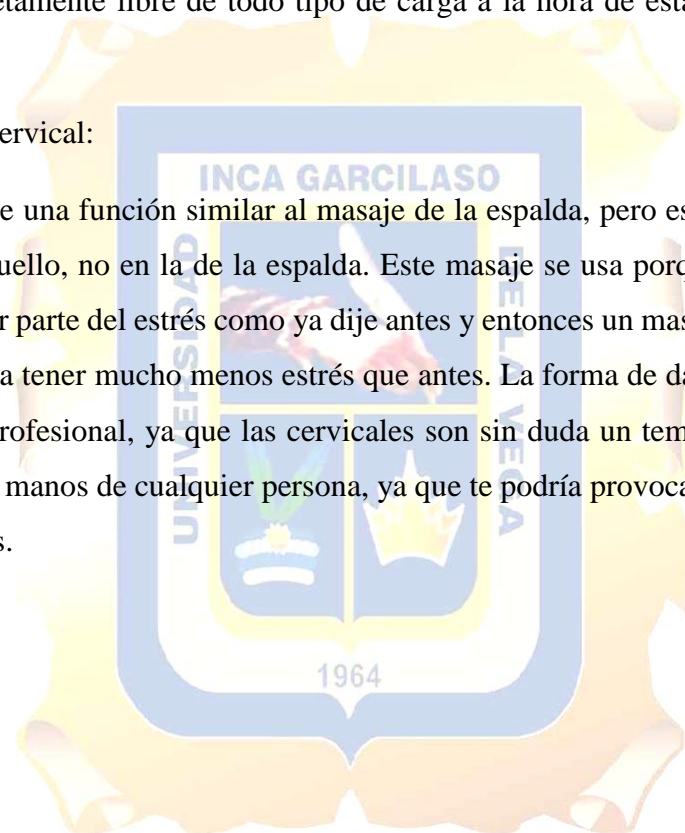 etamente libre de todo tipo de carga a la hora de esta
ervical:
e una función similar al masaje de la espalda, pero es
uello, no en la de la espalda. Este masaje se usa porq
r parte del estrés como ya dije antes y entonces un mas
a tener mucho menos estrés que antes. La forma de da
rofesional, ya que las cervicales son sin duda un tem
manos de cualquier persona, ya que te podría provoca
s.
INCA GARCILASO
UNIVERSIDAD
DE LA VEGA
1964